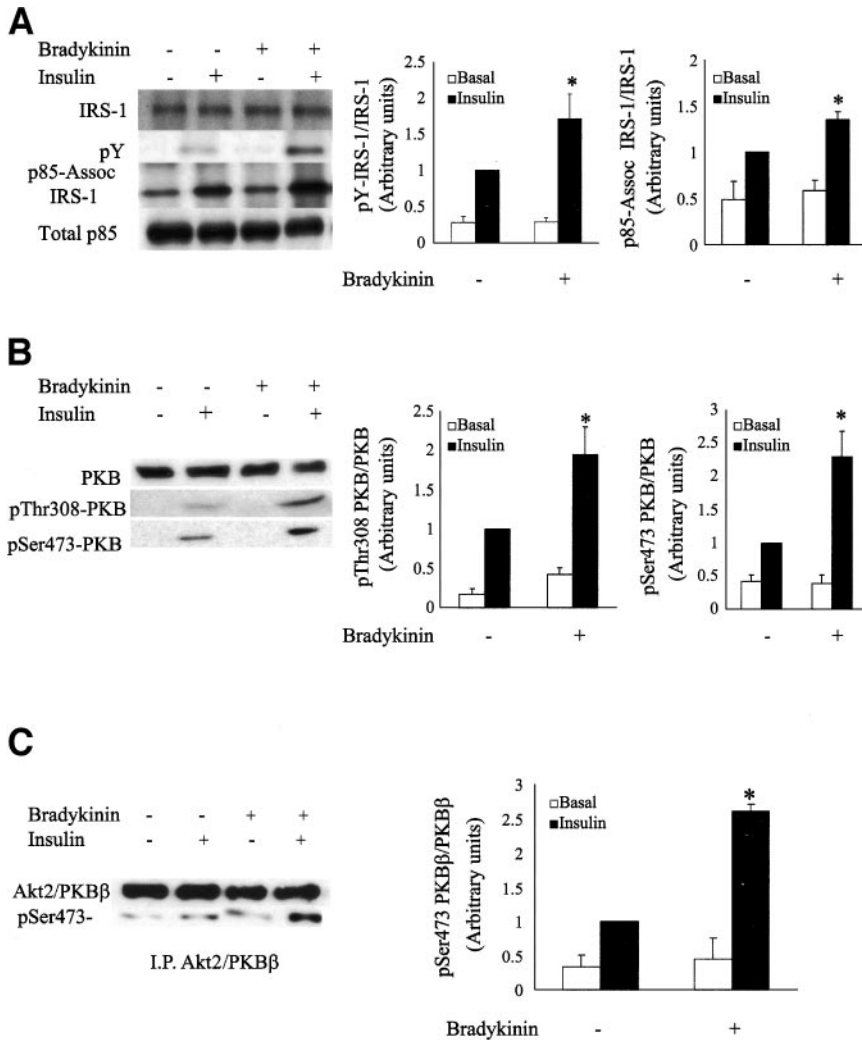 A
Bradykinin - - + +
Insulin - + - +
IRS-1
pY
p85-Assoc
IRS-1
Total p85
pY-IRS-1/IRS-1
(Arbitrary units)
2.5
2
1.5
1
0.5
0
Basal
Insulin
*
Bradykinin - +
p85-Assoc IRS-1/IRS-1
(Arbitrary units)
2
1.5
1
0.5
0
Basal
Insulin
*
- +
B
Bradykinin - - + +
Insulin - + - +
PKB
pThr308-PKB
pSer473-PKB
pThr308 PKB/PKB
(Arbitrary units)
2.5
2
1.5
1
0.5
0
Basal
Insulin
*
Bradykinin - +
pSer473 PKB/PKB
(Arbitrary units)
3
2.5
2
1.5
1
0.5
0
Basal
Insulin
*
- +
C
Bradykinin - - + +
Insulin - + - +
Akt2/PKBβ
pSer473-
I.P. Akt2/PKBβ
pSer473 PKBβ/PKBβ
(Arbitrary units)
3
2.5
2
1.5
1
0.5
0
Basal
Insulin
*
Bradykinin - +